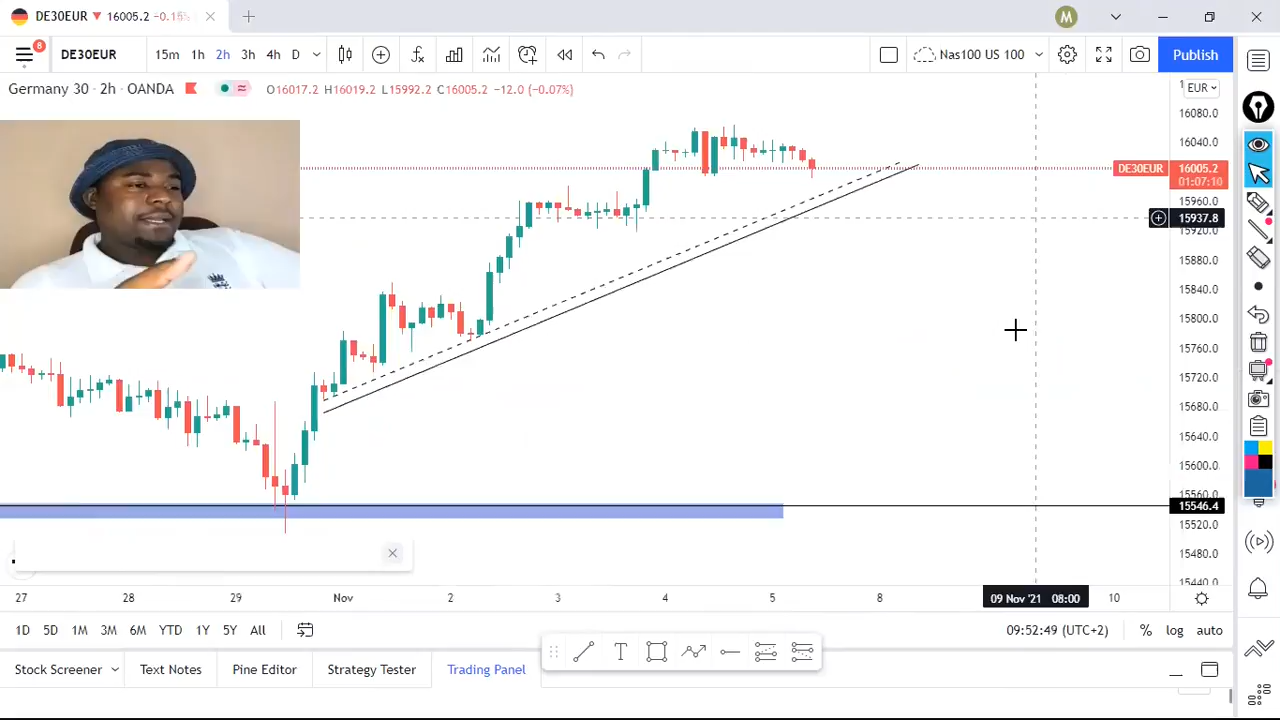 DE30EUR ▼ 16005.2 −0.16%
M
8
DE30EUR 15m 1h 2h 3h 4h D Nas100 US 100 Publish
Germany 30 · 2h · OANDA O16017.2 H16019.2 L15992.2 C16005.2 −12.0 (−0.07%)
EUR
16080.0
16040.0
DE30EUR 16005.2
01:07:10
15960.0
15937.8
15920.0
15880.0
15840.0
15800.0
15760.0
15720.0
15680.0
15640.0
15600.0
15560.0
15546.4
15520.0
15480.0
15440.0
27 28 29 Nov 2 3 4 5 8 09 Nov '21 08:00 10
1D 5D 1M 3M 6M YTD 1Y 5Y All 09:52:49 (UTC+2) % log auto
T
Stock Screener Text Notes Pine Editor Strategy Tester Trading Panel